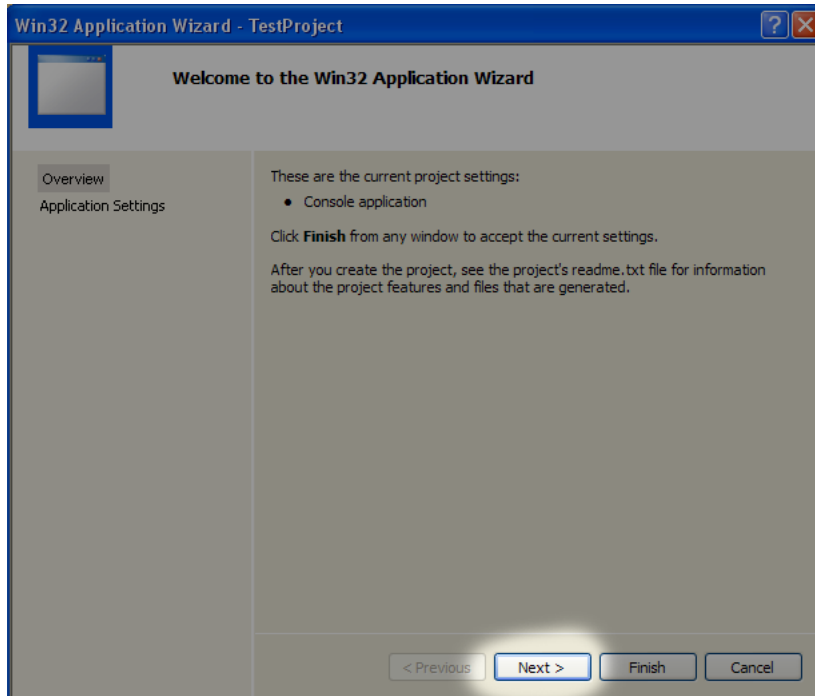 Win32 Application Wizard - TestProject
Welcome to the Win32 Application Wizard
Overview
Application Settings
These are the current project settings:
● Console application
Click Finish from any window to accept the current settings.
After you create the project, see the project's readme.txt file for information
about the project features and files that are generated.
< Previous Next > Finish Cancel